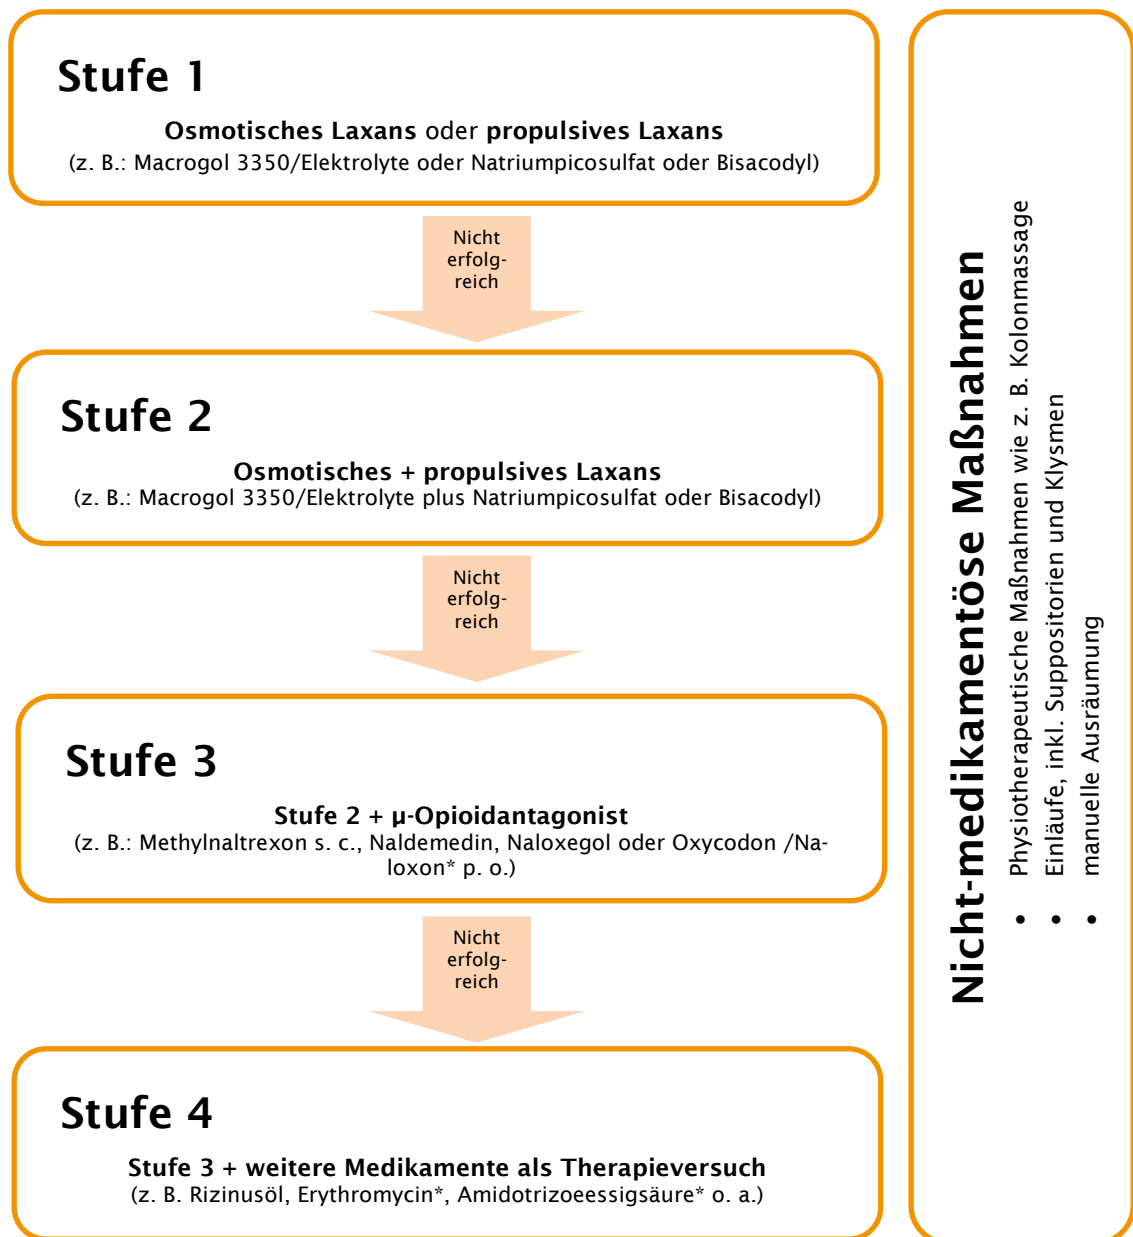 Stufe 1
Osmotisches Laxans oder propulsives Laxans
(z. B.: Macrogol 3350/Elektrolyte oder Natriumpicosulfat oder Bisacodyl)
Nicht
erfolg-
reich
Stufe 2
Osmotisches + propulsives Laxans
(z. B.: Macrogol 3350/Elektrolyte plus Natriumpicosulfat oder Bisacodyl)
Nicht
erfolg-
reich
Stufe 3
Stufe 2 + µ-Opioidantagonist
(z. B.: Methylnaltrexon s. c., Naldemedin, Naloxegol oder Oxycodon /Na-
loxon* p. o.)
Nicht
erfolg-
reich
Stufe 4
Stufe 3 + weitere Medikamente als Therapieversuch
(z. B. Rizinusöl, Erythromycin*, Amidotrizoeessigsäure* o. a.)
Nicht-medikamentöse Maßnahmen
• Physiotherapeutische Maßnahmen wie z. B. Kolonmassage
• Einläufe, inkl. Suppositorien und Klysmen
• manuelle Ausräumung